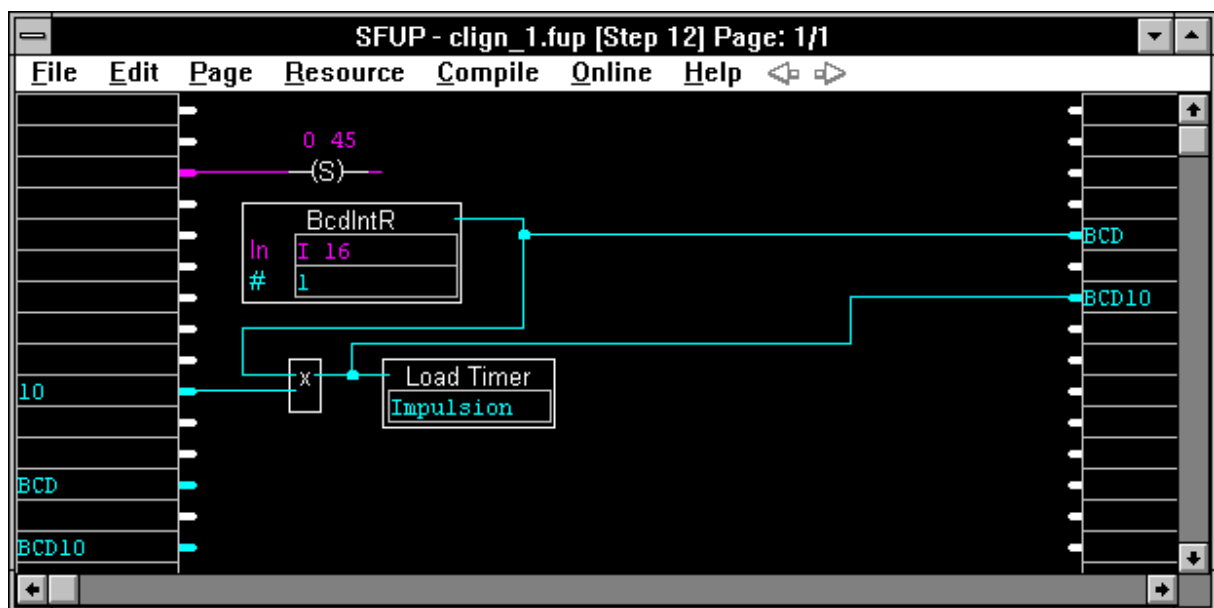 SFUP - clign_1.fup [Step 12] Page: 1/1
File Edit Page Resource Compile Online Help
O 45
(S)
BcdIntR
In I 16
# 1
BCD
BCD10
x
Load Timer
10
Impulsion
BCD
BCD10